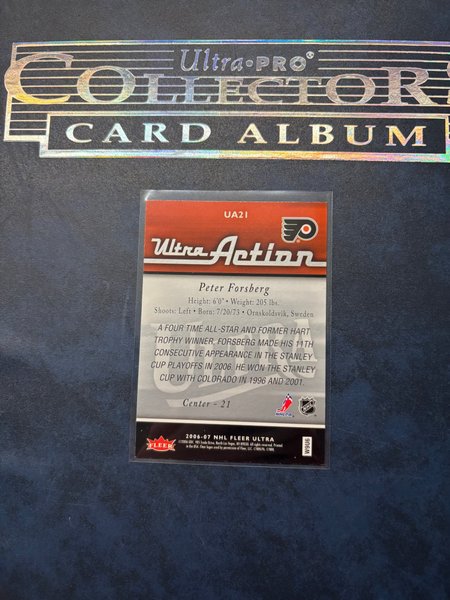 Ultra•PRO®
COLLECTOR
CARD ALBUM
UA21
Ultra Action
Peter Forsberg
Height: 6'0" • Weight: 205 lbs.
Shoots: Left • Born: 7/20/73 • Ornskoldsvik, Sweden
A FOUR TIME ALL-STAR AND FORMER HART
TROPHY WINNER, FORSBERG MADE HIS 11TH
CONSECUTIVE APPEARANCE IN THE STANLEY
CUP PLAYOFFS IN 2006. HE WON THE STANLEY
CUP WITH COLORADO IN 1996 AND 2001.
Center - 21
NHLPA
NHL
FLEER
2006-07 NHL FLEER ULTRA